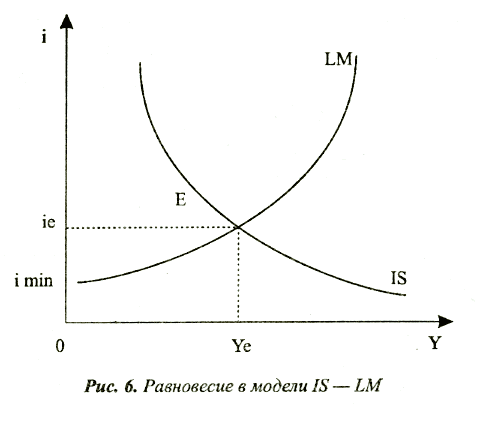 i
LM
E
ie
i min
IS
0
Ye
Y
Рис. 6. Равновесие в модели IS — LM